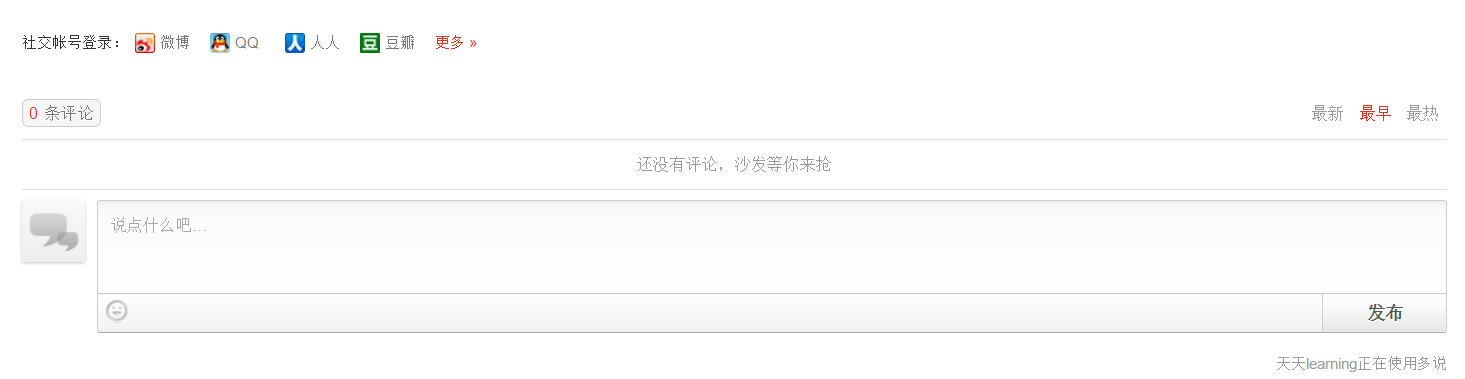 社交帐号登录： 微博 QQ 人人 豆瓣 更多 »
0 条评论 最新 最早 最热
还没有评论，沙发等你来抢
说点什么吧...
发布
天天learning正在使用多说